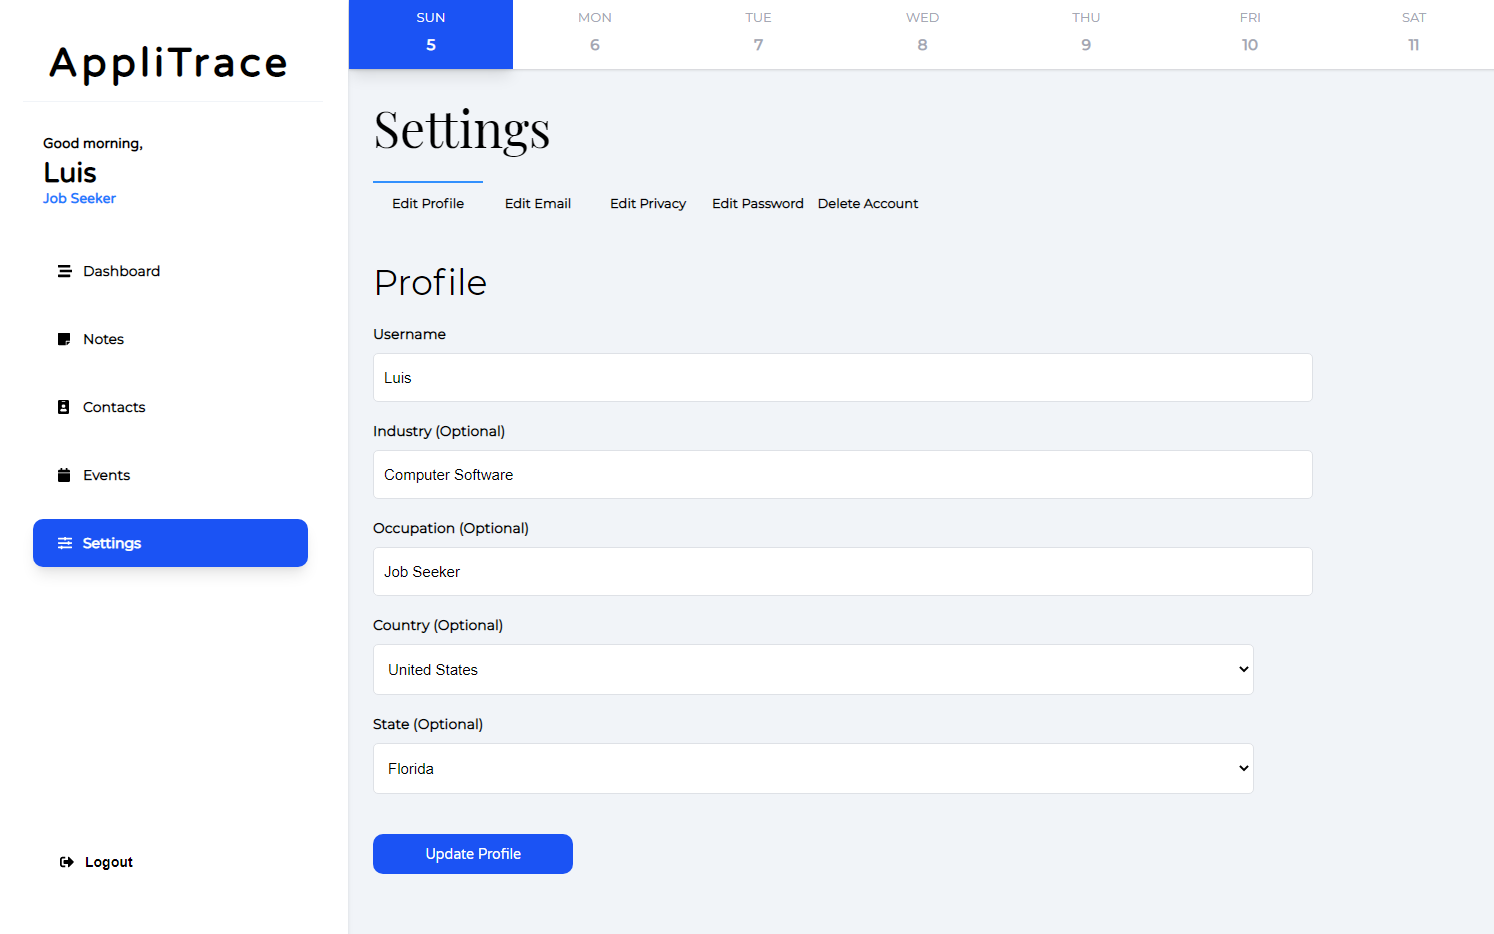 AppliTrace
Good morning,
Luis
Job Seeker
Dashboard
Notes
Contacts
Events
Settings
Logout
SUN MON TUE WED THU FRI SAT
5 6 7 8 9 10 11
Settings
Edit Profile Edit Email Edit Privacy Edit Password Delete Account
Profile
Username
Luis
Industry (Optional)
Computer Software
Occupation (Optional)
Job Seeker
Country (Optional)
United States
State (Optional)
Florida
Update Profile